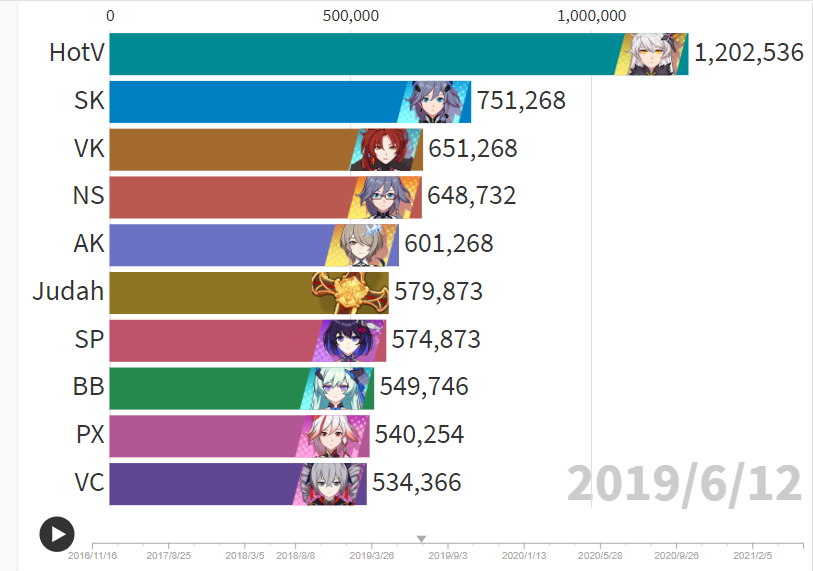 0 500,000 1,000,000
HotV 1,202,536
SK 751,268
VK 651,268
NS 648,732
AK 601,268
Judah 579,873
SP 574,873
BB 549,746
PX 540,254
VC 534,366
2019/6/12
2016/11/16 2017/8/25 2018/3/5 2018/8/8 2019/3/26 2019/9/3 2020/1/13 2020/5/28 2020/9/26 2021/2/5